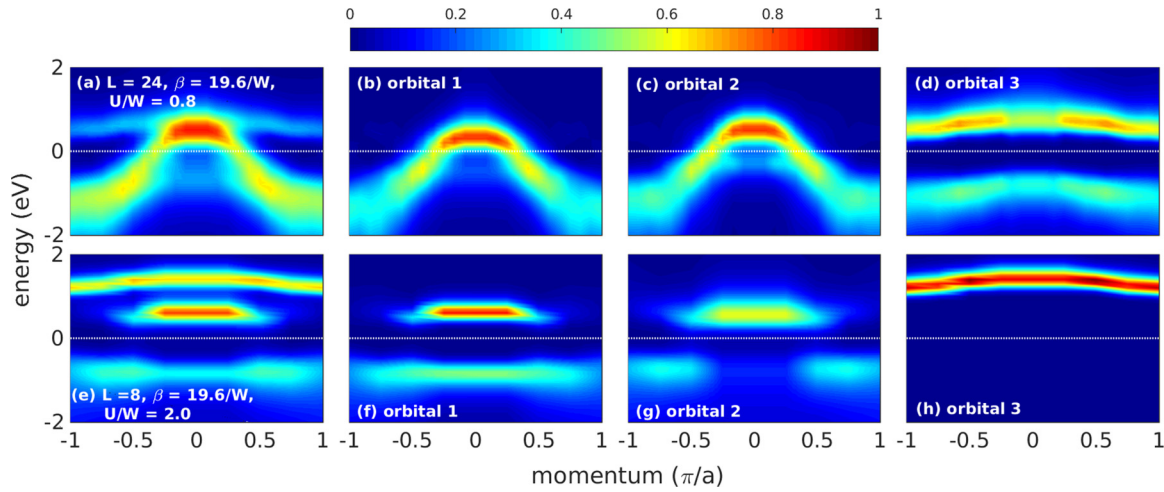 0 0.2 0.4 0.6 0.8 1
2
0
-2
(a) L = 24, β = 19.6/W,
U/W = 0.8
(b) orbital 1
(c) orbital 2
(d) orbital 3
energy (eV)
2
0
-2
(e) L =8, β = 19.6/W,
U/W = 2.0
(f) orbital 1
(g) orbital 2
(h) orbital 3
-1 -0.5 0 0.5 1
-1 -0.5 0 0.5 1
-1 -0.5 0 0.5 1
-1 -0.5 0 0.5 1
momentum (π/a)